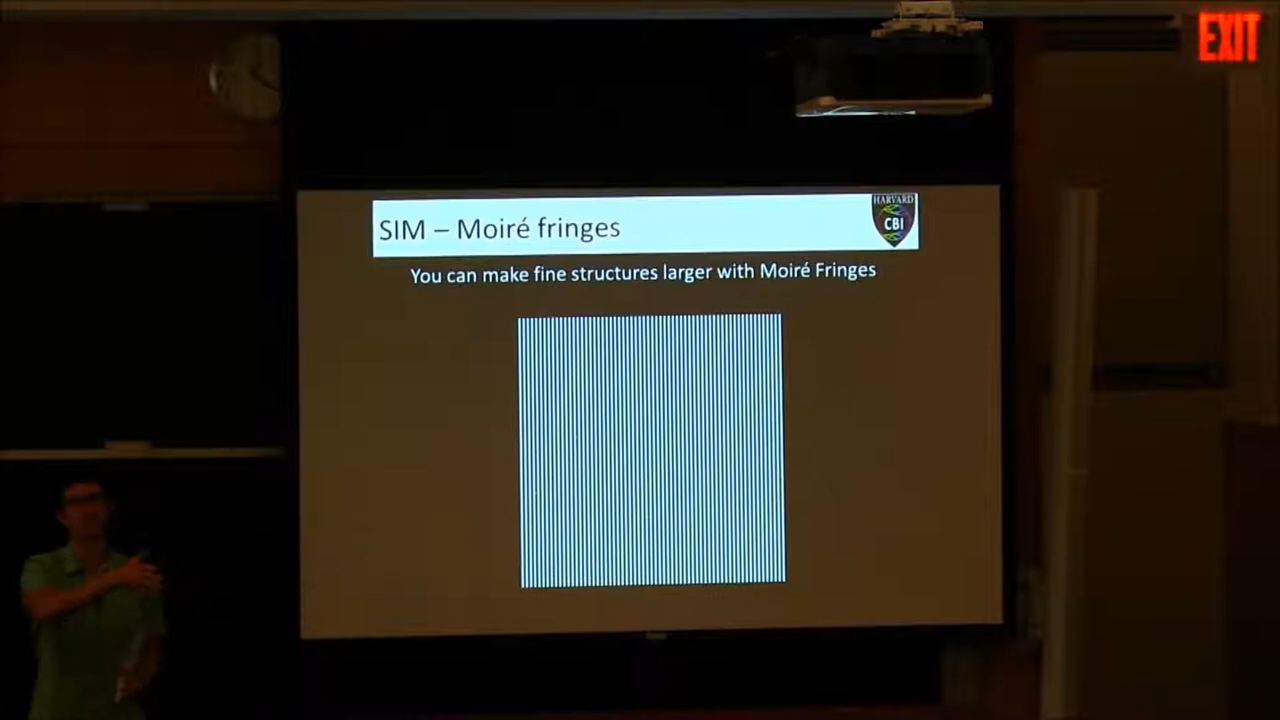 EXIT
HARVARD
CBI
SIM – Moiré fringes
You can make fine structures larger with Moiré Fringes